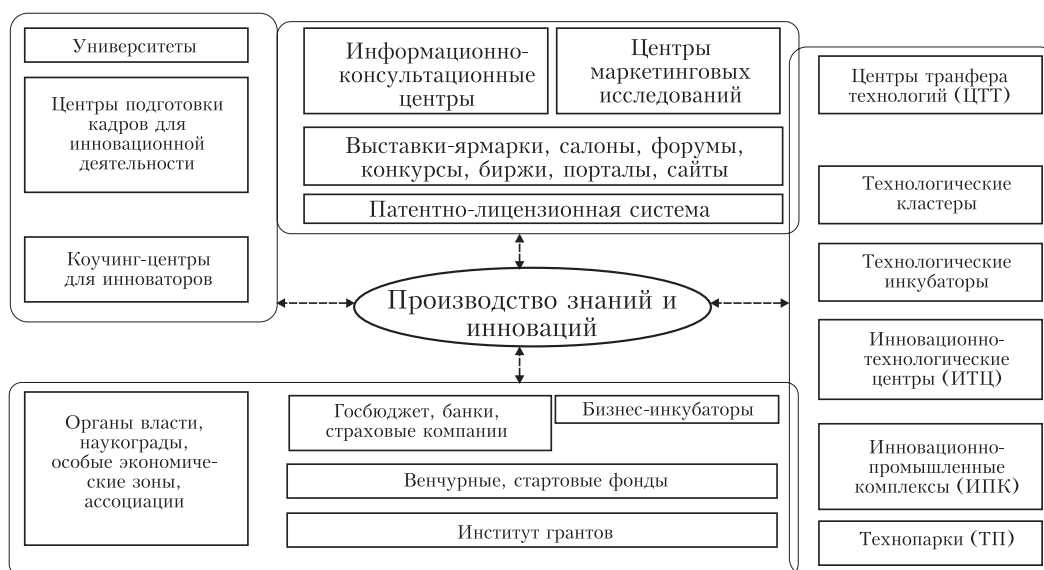 Университеты
Центры подготовки
кадров для
инновационной
деятельности
Коучинг-центры
для инноваторов
Информационно-
консультационные
центры
Центры
маркетинговых
исследований
Выставки-ярмарки, салоны, форумы,
конкурсы, биржи, порталы, сайты
Патентно-лицензионная система
Центры транфера
технологий (ЦТТ)
Технологические
кластеры
Технологические
инкубаторы
Инновационно-
технологические
центры (ИТЦ)
Инновационно-
промышленные
комплексы (ИПК)
Технопарки (ТП)
Производство знаний и
инноваций
Органы власти,
наукограды,
особые экономиче-
ские зоны,
ассоциации
Госбюджет, банки,
страховые компании
Бизнес-инкубаторы
Венчурные, стартовые фонды
Институт грантов